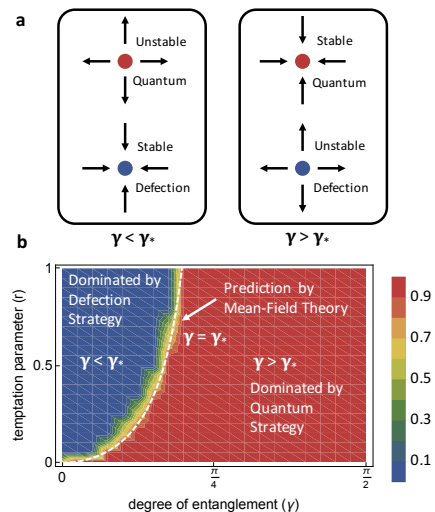 a
Unstable
Quantum
Stable
Defection
γ < γ*
Stable
Quantum
Unstable
Defection
γ > γ*
b
temptation parameter (r)
1
0.5
0
Dominated by
Defection
Strategy
γ < γ*
Prediction by
Mean-Field Theory
γ = γ*
γ > γ*
Dominated by
Quantum
Strategy
0
π/4
π/2
degree of entanglement (γ)
0.9
0.7
0.5
0.3
0.1